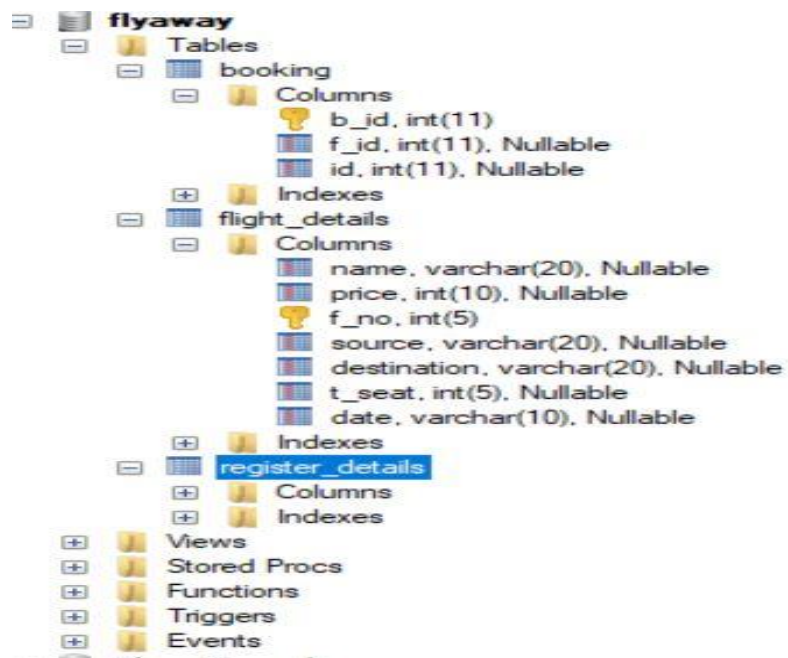 flyaway
Tables
booking
Columns
b_id, int(11)
f_id, int(11), Nullable
id, int(11), Nullable
Indexes
flight_details
Columns
name, varchar(20), Nullable
price, int(10), Nullable
f_no, int(5)
source, varchar(20), Nullable
destination, varchar(20), Nullable
t_seat, int(5), Nullable
date, varchar(10), Nullable
Indexes
register_details
Columns
Indexes
Views
Stored Procs
Functions
Triggers
Events